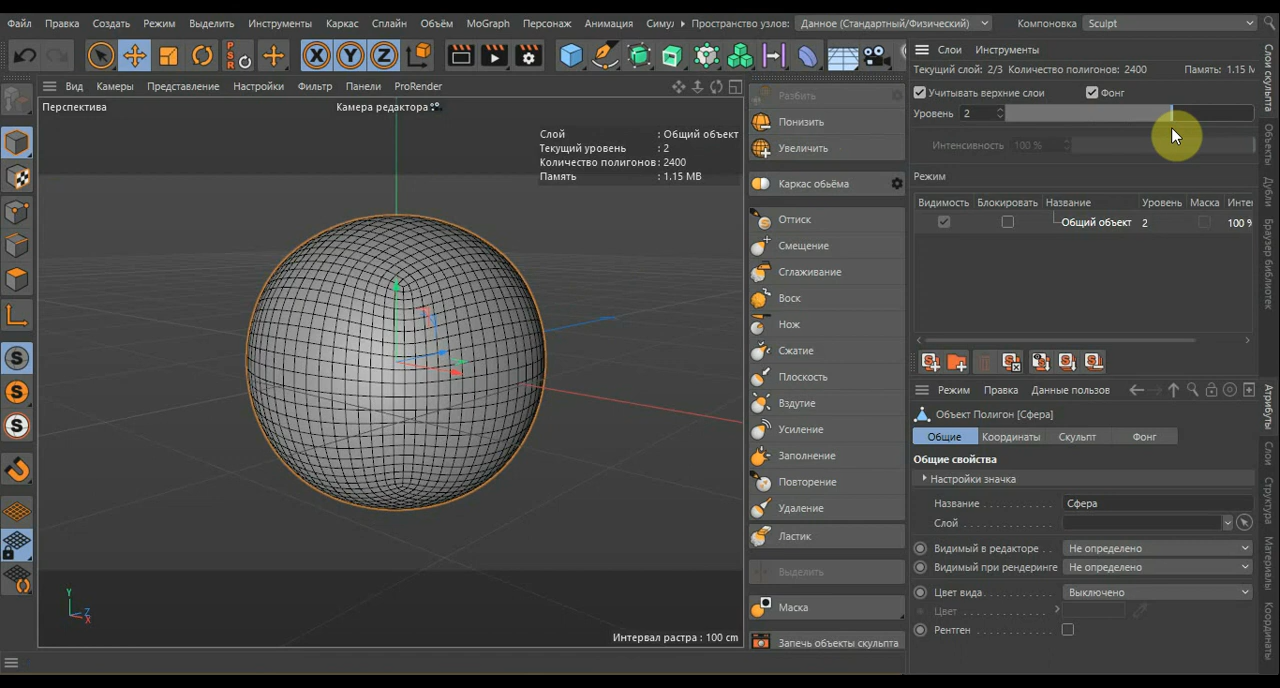 Файл Правка Создать Режим Выделить Инструменты Каркас Сплайн Объём MoGraph Персонаж Анимация Симу Пространство узлов: Данное (Стандартный/Физический) Компоновка Sculpt
X Y Z
PSR
Слои Инструменты
Текущий слой: 2/3 Количество полигонов: 2400 Память: 1.15 M
Вид Камеры Представление Настройки Фильтр Панели ProRender
Учитывать верхние слои Фонг
Перспектива Камера редактора
Уровень 2
Разбить
Понизить
Увеличить
Каркас обьёма
Оттиск
Смещение
Сглаживание
Воск
Нож
Сжатие
Плоскость
Вздутие
Усиление
Заполнение
Повторение
Удаление
Ластик
Выделить
Маска
Запечь объекты скульпта
Слой : Общий объект
Текущий уровень : 2
Количество полигонов : 2400
Память : 1.15 MB
Интенсивность 100 %
Режим
Видимость Блокировать Название Уровень Маска Инте
Общий объект 2 100 %
S
S
S
Y
Z
X
Интервал растра : 100 cm
Режим Правка Данные пользов
Объект Полигон [Сфера]
Общие Координаты Скульпт Фонг
Общие свойства
Настройки значка
Название Сфера
Слой
Видимый в редакторе Не определено
Видимый при рендеринге Не определено
Цвет вида Выключено
Цвет
Рентген
Слои скульпта
Объекты
Дубли
Браузер библиотек
Атрибуты
Слои
Структура
Материалы
Координаты